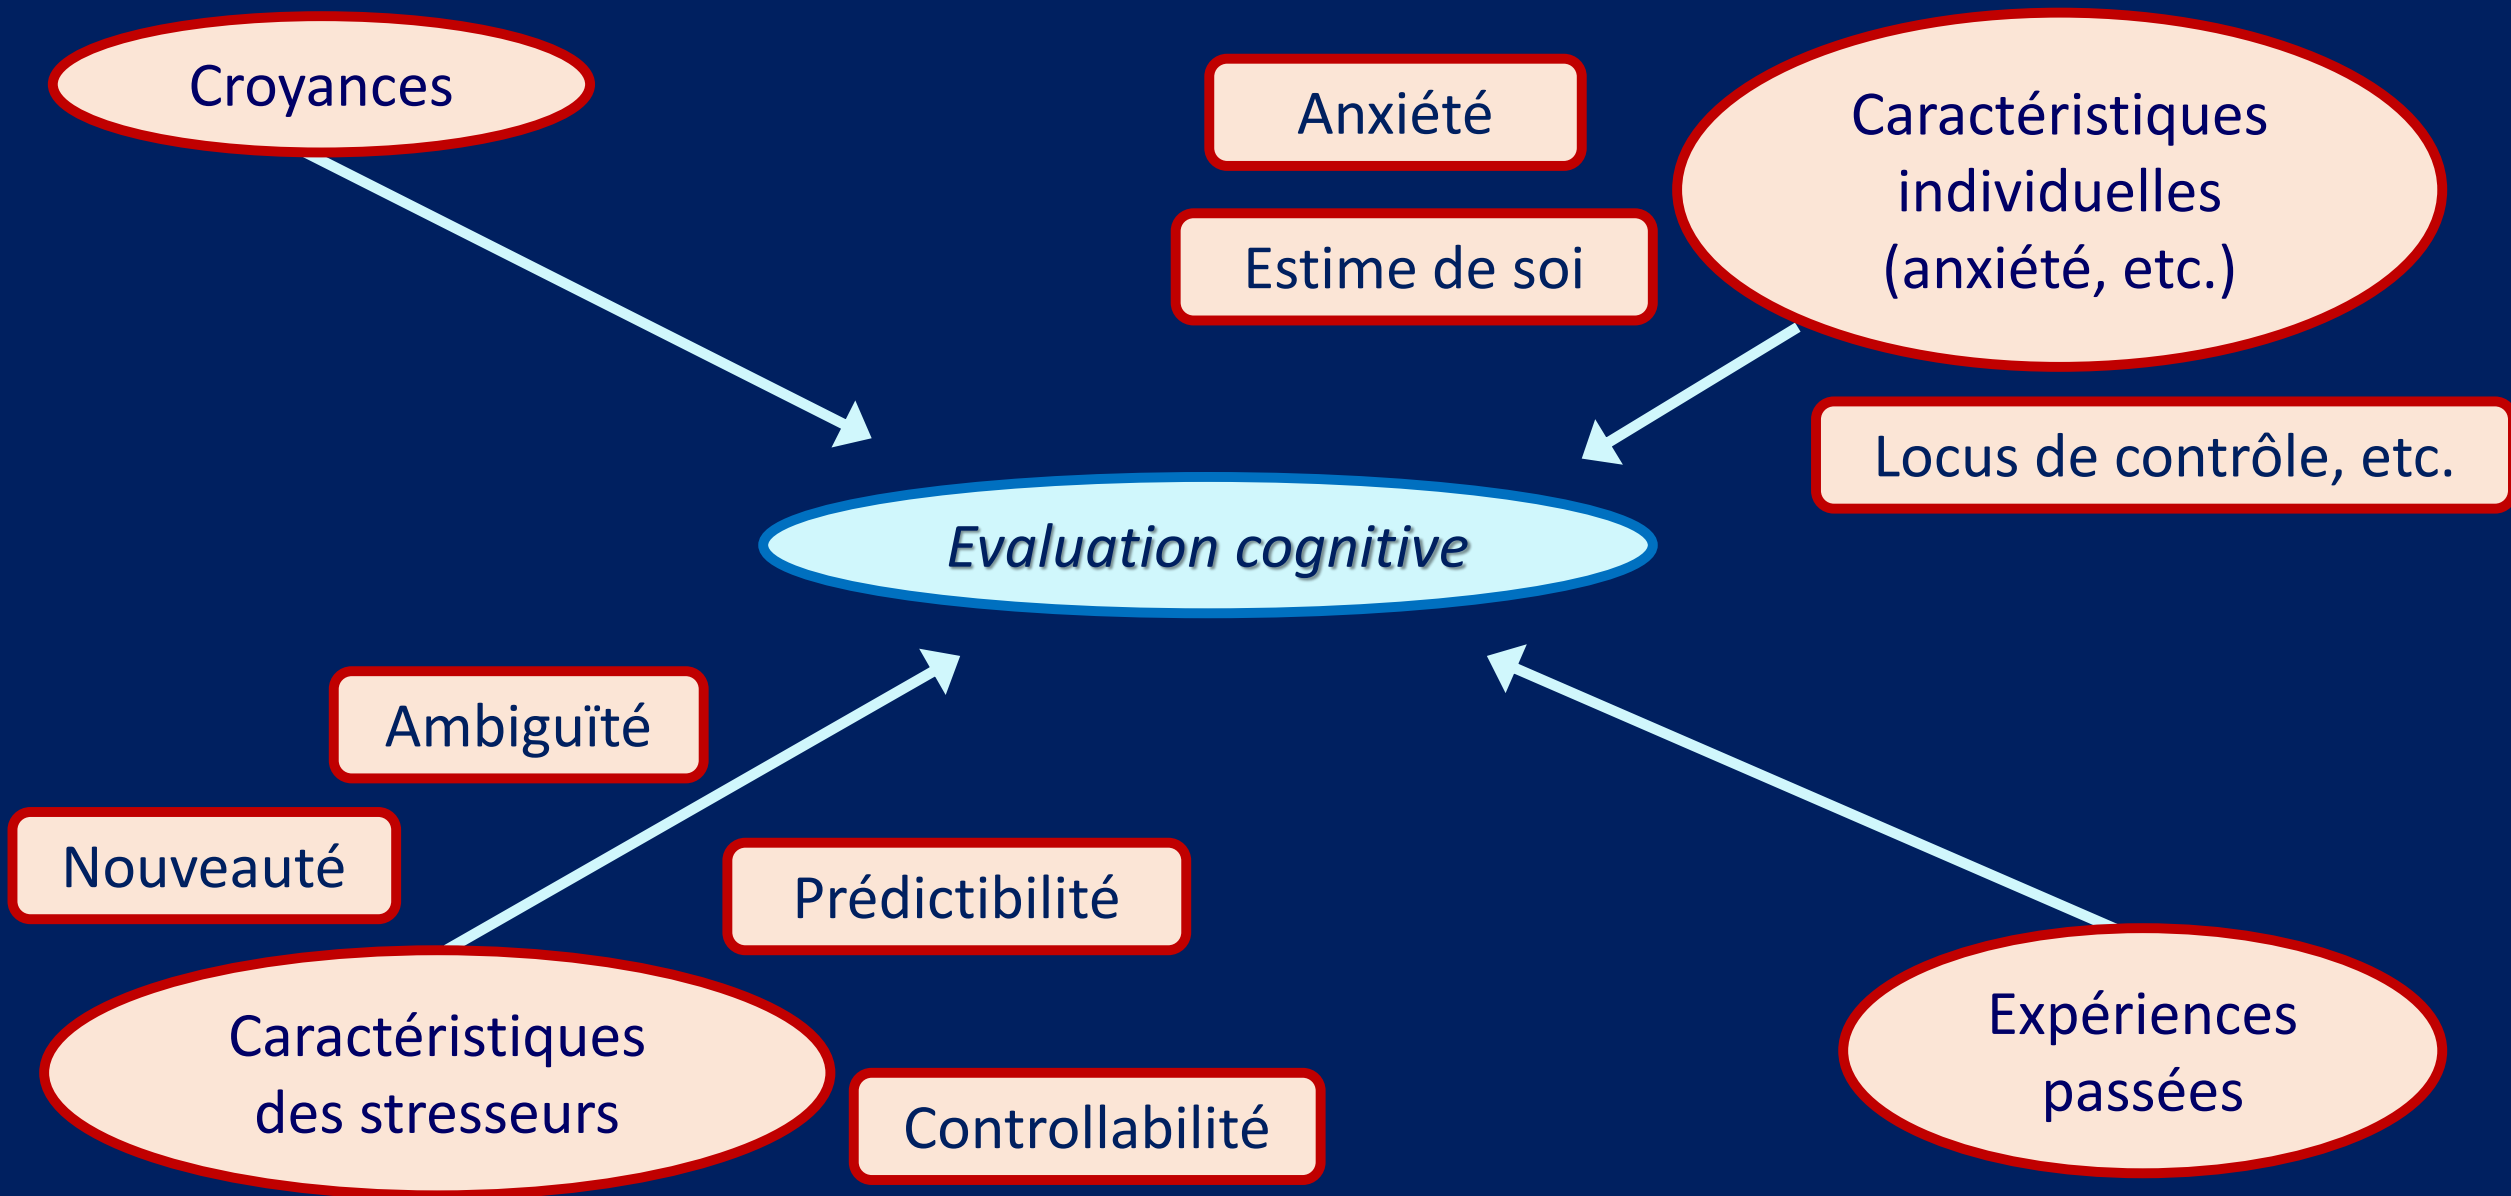 Croyances
Anxiété
Estime de soi
Caractéristiques
individuelles
(anxiété, etc.)
Locus de contrôle, etc.
Evaluation cognitive
Ambiguïté
Nouveauté
Prédictibilité
Caractéristiques
des stresseurs
Controllabilité
Expériences
passées